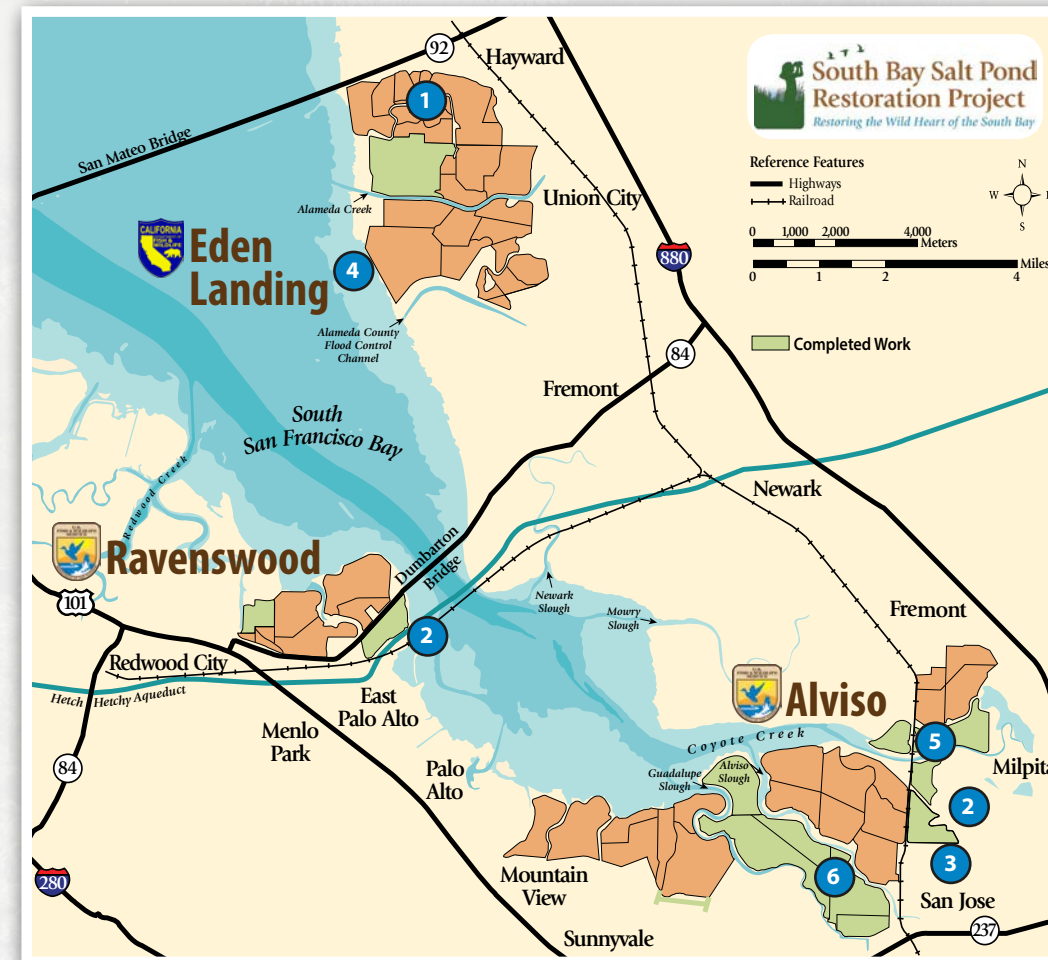 92
Hayward
1
South Bay Salt Pond
Restoration Project
Restoring the Wild Heart of the South Bay
San Mateo Bridge
Reference Features
Highways
Railroad
N
W
S
0 1,000 2,000 4,000
Meters
Miles
0 1 2 4
Alameda Creek
Union City
CALIFORNIA
FISH &
WILDLIFE
Eden
Landing
4
880
Alameda County
Flood Control
Channel
Completed Work
84
Fremont
South
San Francisco Bay
Redwood Creek
Newark
Ravenswood
Dumbarton
Bridge
101
Newark
Slough
Mowry
Slough
Fremont
2
Redwood City
Hetch Hetchy Aqueduct
East
Palo Alto
Alviso
Menlo
Park
Coyote Creek
5
84
Palo
Alto
Guadalupe
Slough
Alviso
Slough
2
280
Mountain
View
6
3
San Jose
Sunnyvale
237